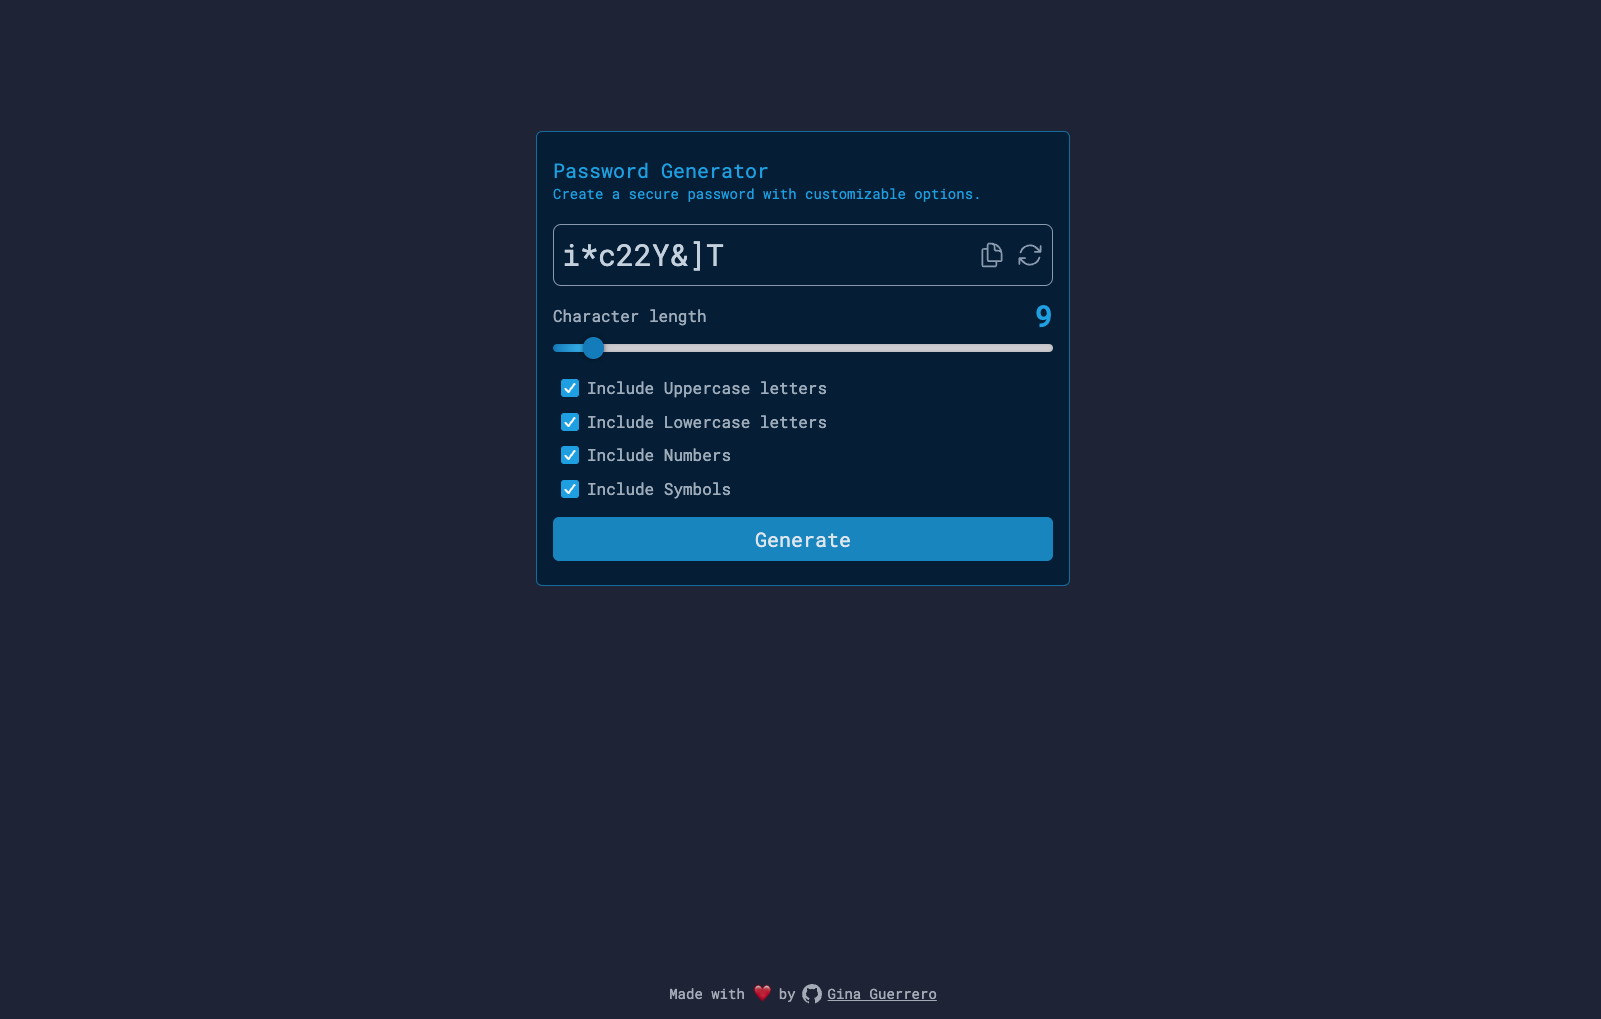 Password Generator
Create a secure password with customizable options.
i*c22Y&]T
Character length
9
Include Uppercase letters
Include Lowercase letters
Include Numbers
Include Symbols
Generate
Made with ❤️ by Gina Guerrero